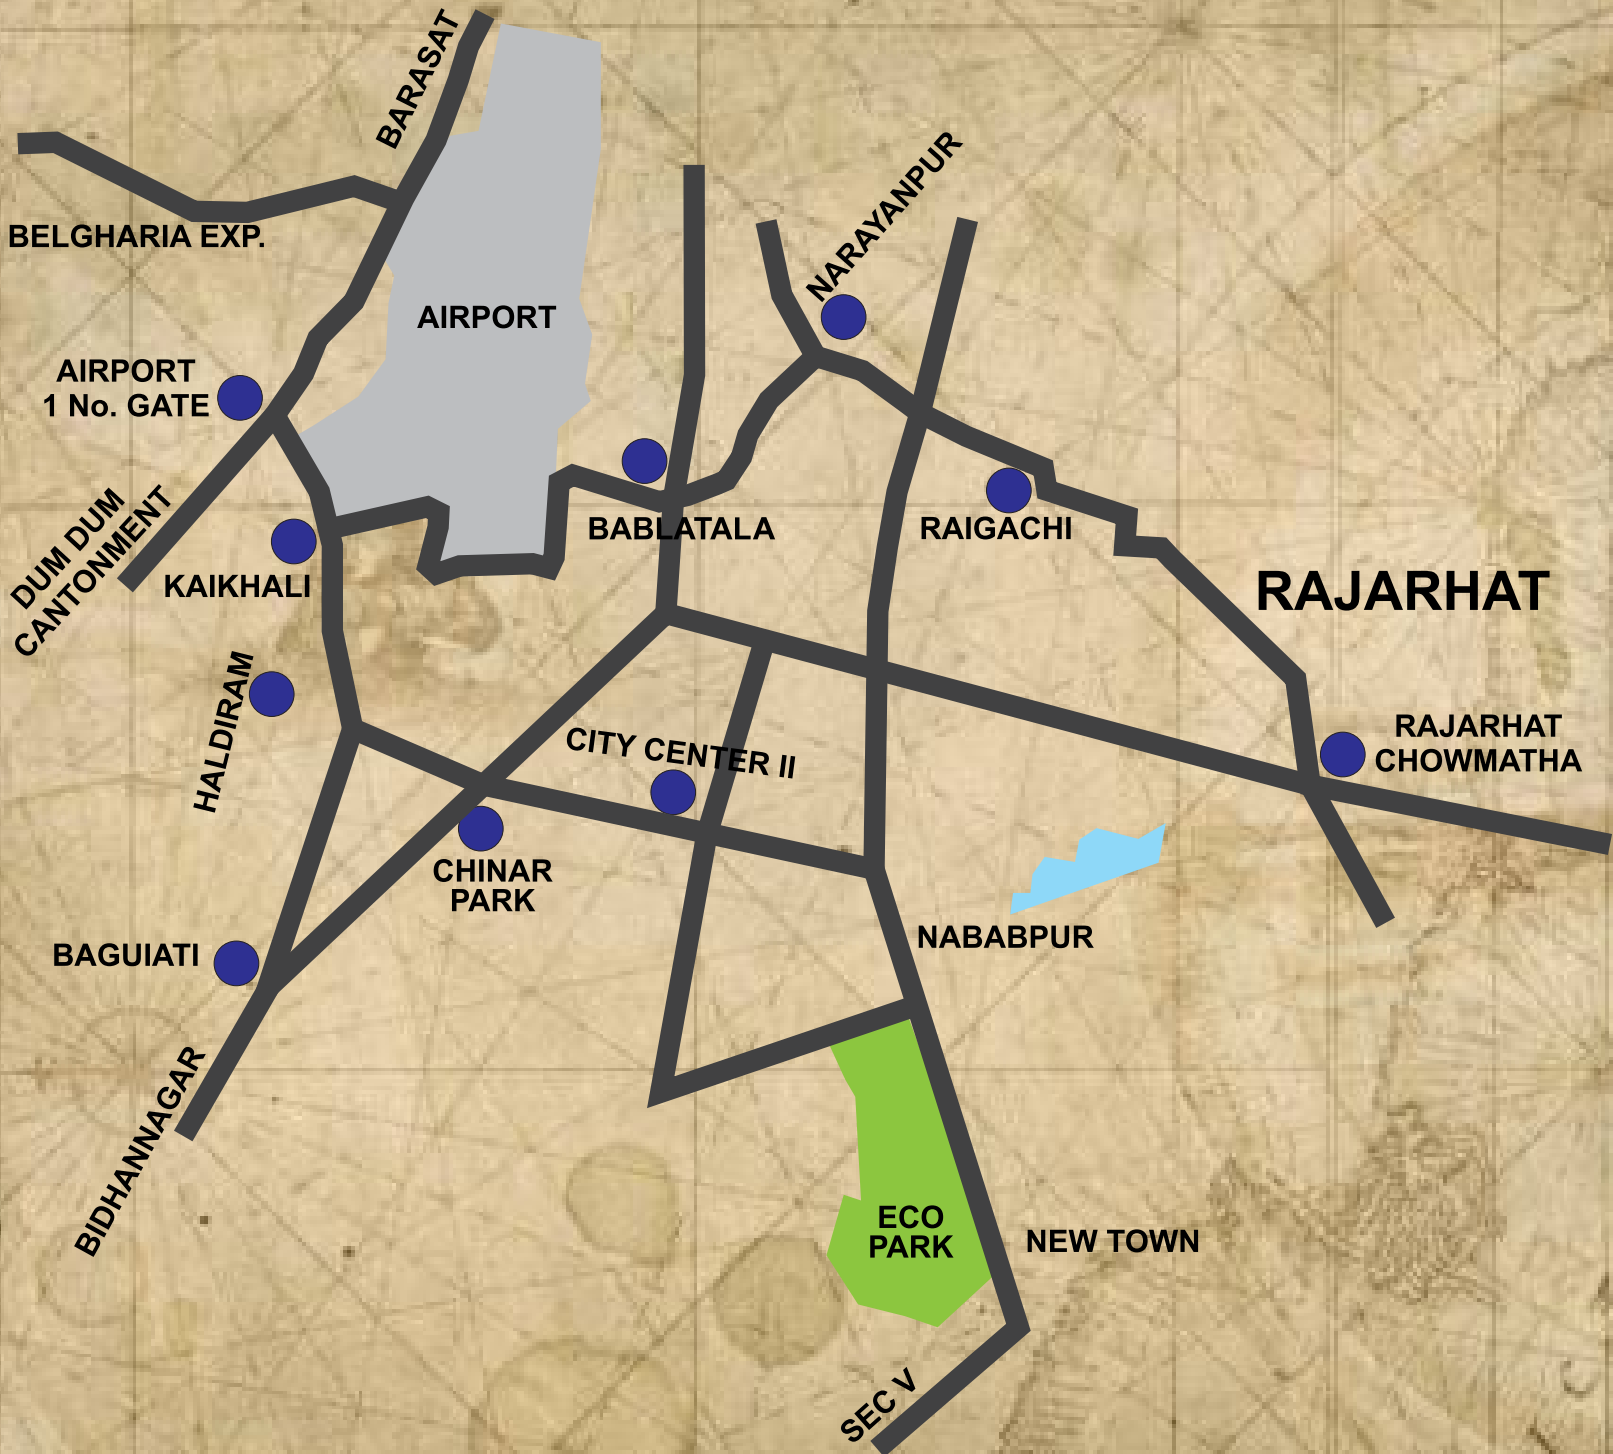 BARASAT
BELGHARIA EXP.
NARAYANPUR
AIRPORT
AIRPORT
1 No. GATE
DUM DUM
CANTONMENT
KAIKHALI
BABLATALA
RAIGACHI
RAJARHAT
HALDIRAM
CITY CENTER II
RAJARHAT
CHOWMATHA
CHINAR
PARK
BAGUIATI
NABABPUR
BIDHANNAGAR
ECO
PARK
NEW TOWN
SEC V